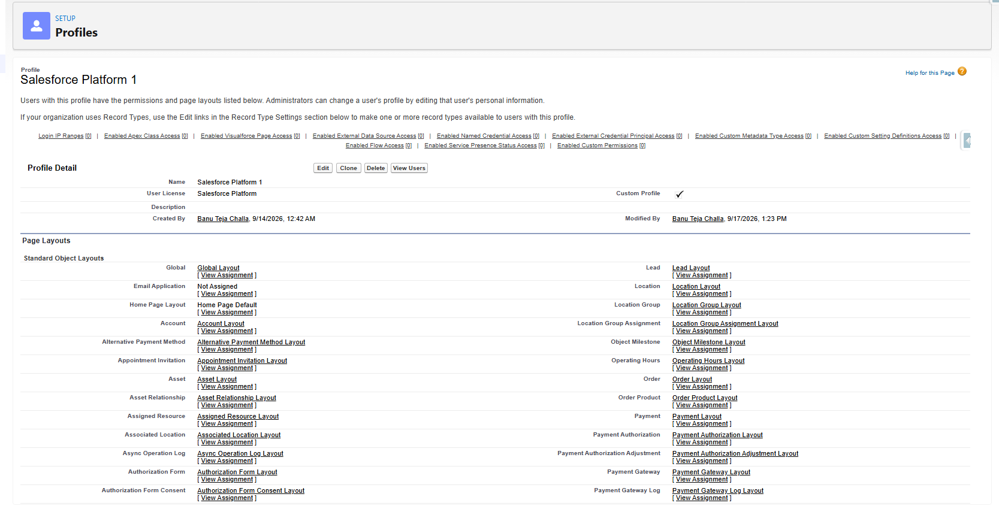 SETUP
Profiles
Profile
Salesforce Platform 1
Help for this Page ?
Users with this profile have the permissions and page layouts listed below. Administrators can change a user's profile by editing that user's personal information.
If your organization uses Record Types, use the Edit links in the Record Type Settings section below to make one or more record types available to users with this profile.
Login IP Ranges [0] | Enabled Apex Class Access [0] | Enabled Visualforce Page Access [0] | Enabled External Data Source Access [0] | Enabled Named Credential Access [0] | Enabled External Credential Principal Access [0] | Enabled Custom Metadata Type Access [0] | Enabled Custom Setting Definitions Access [0] |
Enabled Flow Access [0] | Enabled Service Presence Status Access [0] | Enabled Custom Permissions [0]
Profile Detail Edit Clone Delete View Users
Name Salesforce Platform 1
User License Salesforce Platform Custom Profile ✓
Description
Created By Banu Teja Challa, 9/14/2026, 12:42 AM Modified By Banu Teja Challa, 9/17/2026, 1:23 PM
Page Layouts
Standard Object Layouts
Global Global Layout Lead Lead Layout
[ View Assignment ] [ View Assignment ]
Email Application Not Assigned Location Location Layout
[ View Assignment ] [ View Assignment ]
Home Page Layout Home Page Default Location Group Location Group Layout
[ View Assignment ] [ View Assignment ]
Account Account Layout Location Group Assignment Location Group Assignment Layout
[ View Assignment ] [ View Assignment ]
Alternative Payment Method Alternative Payment Method Layout Object Milestone Object Milestone Layout
[ View Assignment ] [ View Assignment ]
Appointment Invitation Appointment Invitation Layout Operating Hours Operating Hours Layout
[ View Assignment ] [ View Assignment ]
Asset Asset Layout Order Order Layout
[ View Assignment ] [ View Assignment ]
Asset Relationship Asset Relationship Layout Order Product Order Product Layout
[ View Assignment ] [ View Assignment ]
Assigned Resource Assigned Resource Layout Payment Payment Layout
[ View Assignment ] [ View Assignment ]
Associated Location Associated Location Layout Payment Authorization Payment Authorization Layout
[ View Assignment ] [ View Assignment ]
Async Operation Log Async Operation Log Layout Payment Authorization Adjustment Payment Authorization Adjustment Layout
[ View Assignment ] [ View Assignment ]
Authorization Form Authorization Form Layout Payment Gateway Payment Gateway Layout
[ View Assignment ] [ View Assignment ]
Authorization Form Consent Authorization Form Consent Layout Payment Gateway Log Payment Gateway Log Layout
[ View Assignment ] [ View Assignment ]